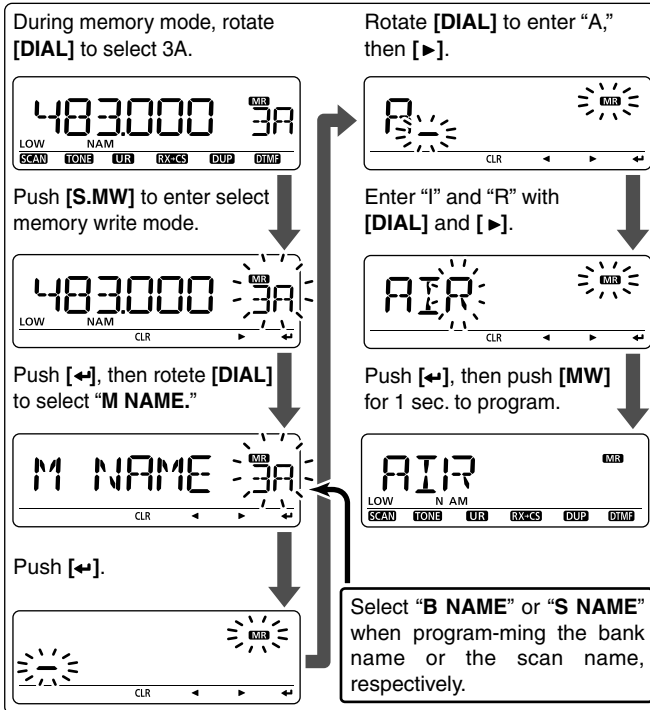 During memory mode, rotate
[DIAL] to select 3A.
483.000 MR 3A
LOW NAM
SCAN TONE UR RX→CS DUP DTMF
Push [S.MW] to enter select
memory write mode.
483.000 MR 3A
LOW NAM
CLR ► ↵
Push [↵], then rotete [DIAL]
to select “M NAME.”
M NAME MR 3A
CLR ◄ ► ↵
Push [↵].
_ MR
CLR ◄ ► ↵
Rotate [DIAL] to enter “A,”
then [►].
A_ MR
CLR ◄ ► ↵
Enter “I” and “R” with
[DIAL] and [►].
AIR MR
CLR ◄ ► ↵
Push [↵], then push [MW]
for 1 sec. to program.
AIR MR
LOW N AM
SCAN TONE UR RX→CS DUP DTMF
Select “B NAME” or “S NAME”
when program-ming the bank
name or the scan name,
respectively.